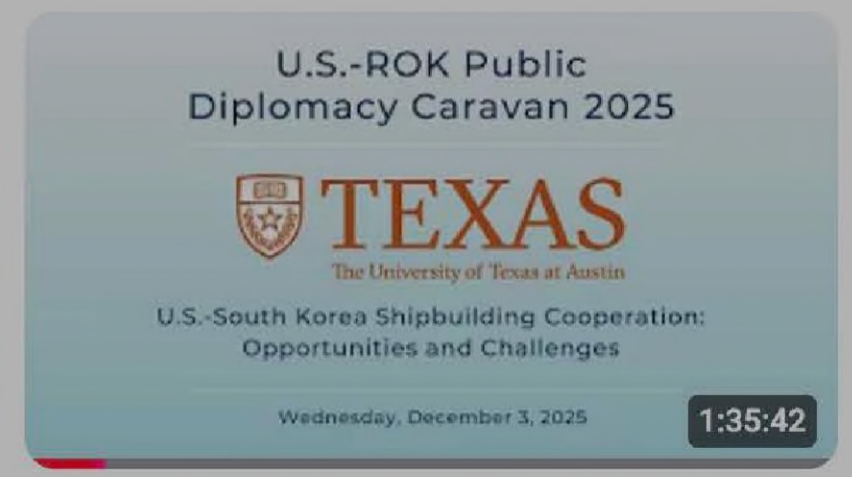 U.S.-ROK Public
Diplomacy Caravan 2025
TEXAS
The University of Texas at Austin
U.S.-South Korea Shipbuilding Cooperation:
Opportunities and Challenges
Wednesday, December 3, 2025
1:35:42